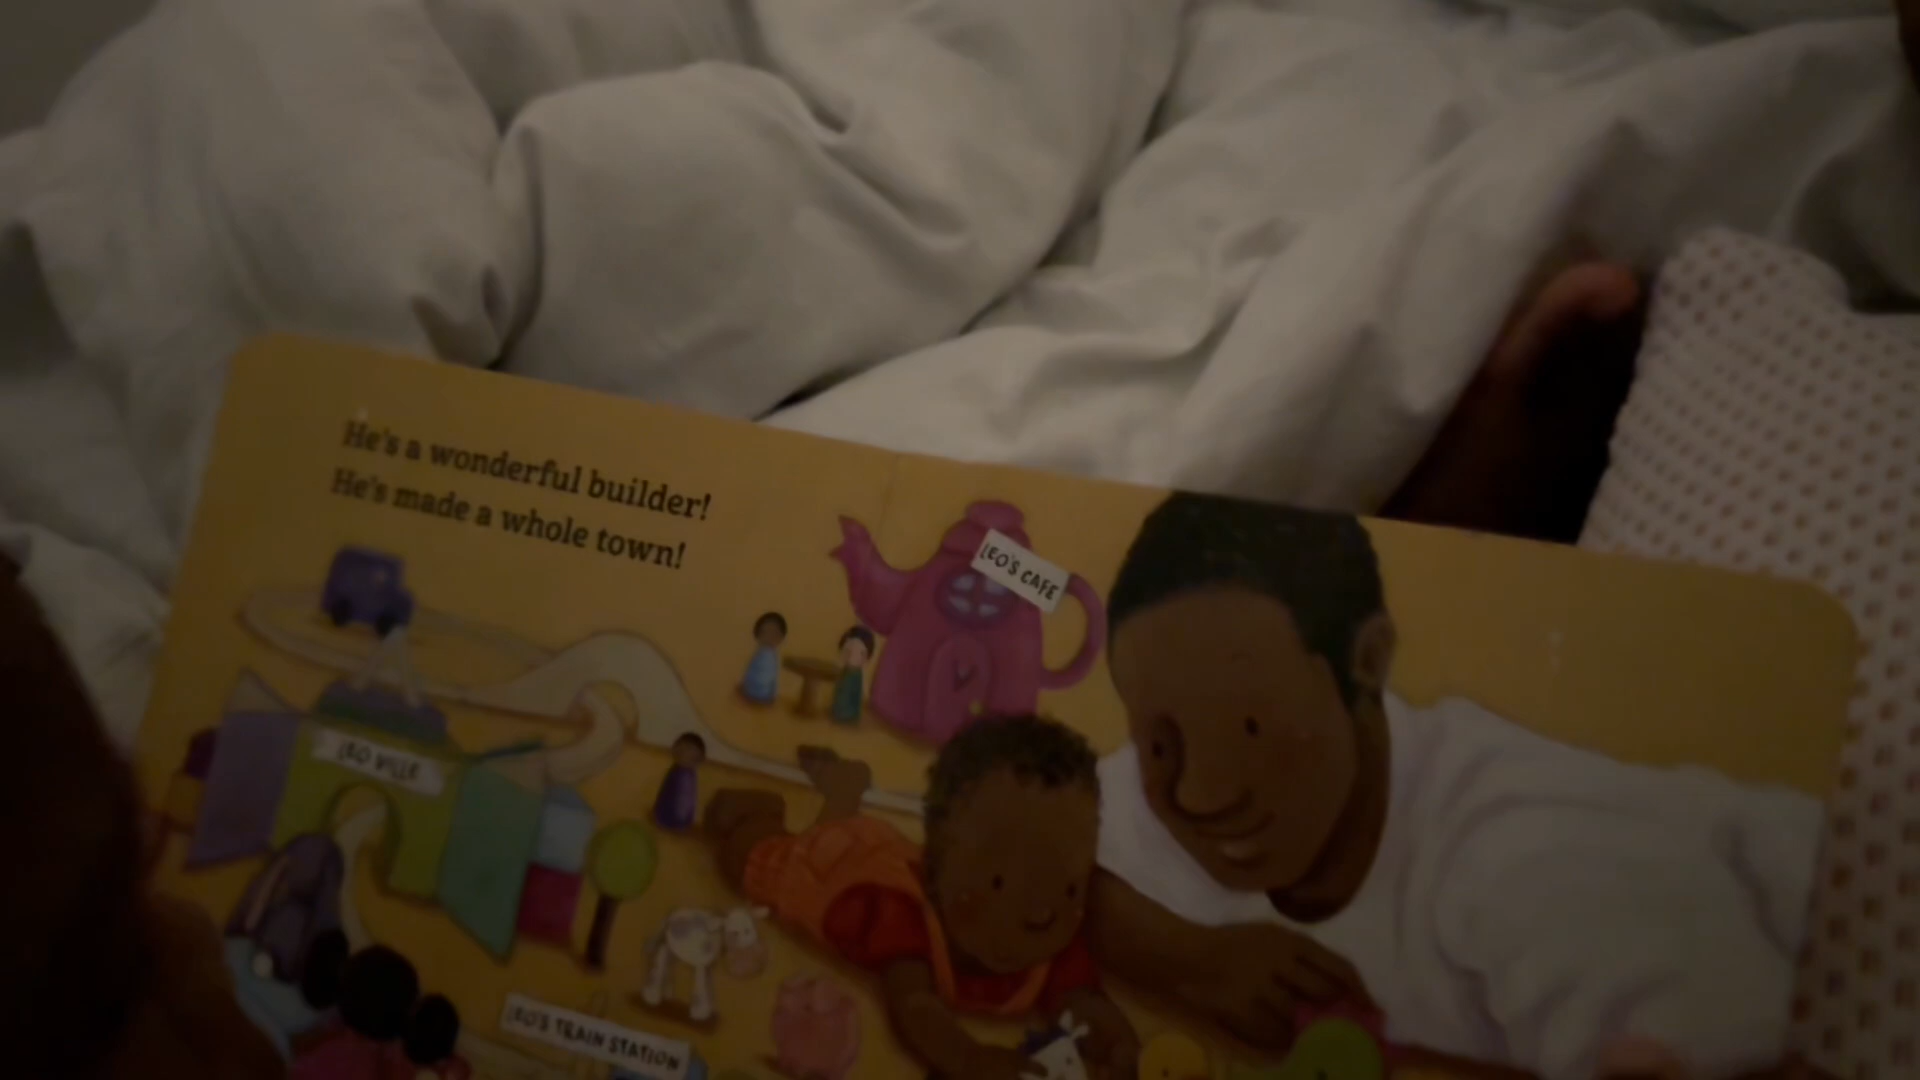 He's a wonderful builder!
He's made a whole town!
LEO'S CAFE
LEO VILLE
LEO'S TRAIN STATION